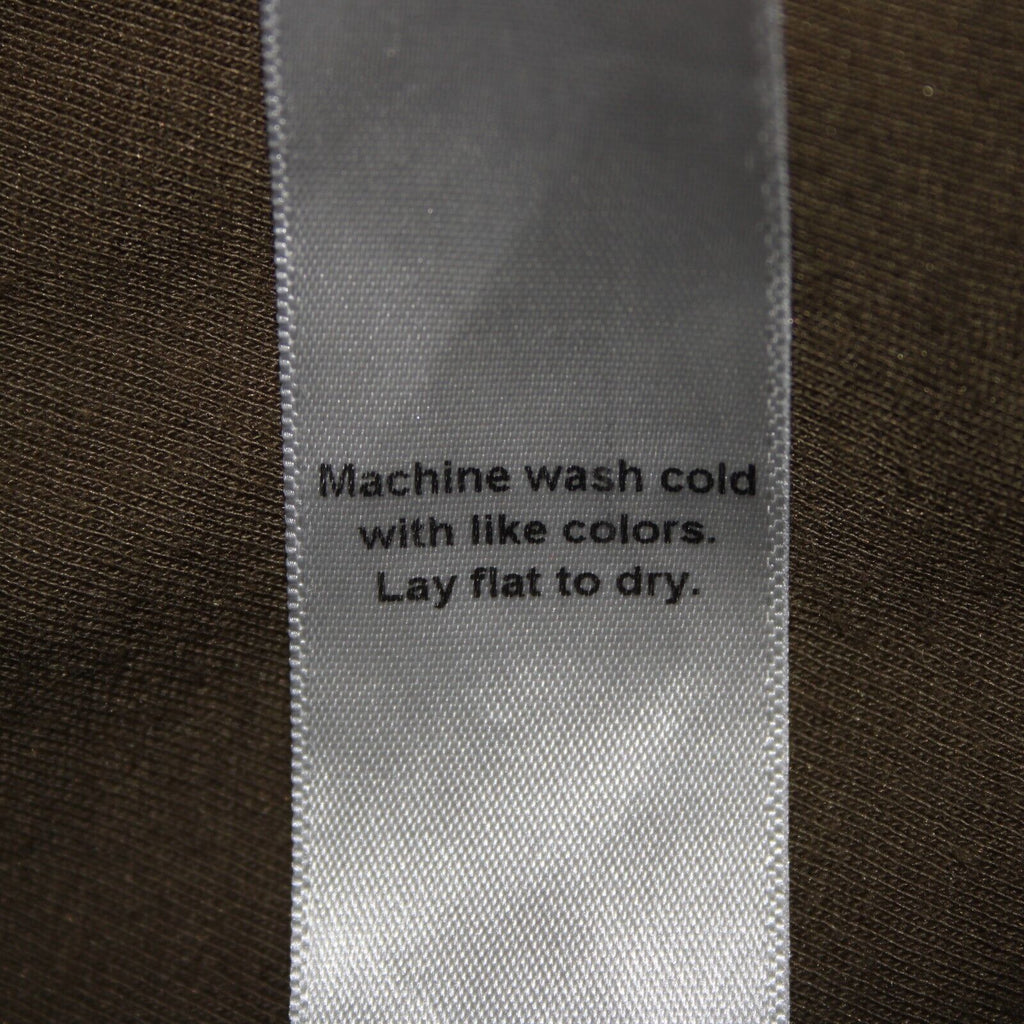 Machine wash cold
with like colors.
Lay flat to dry.